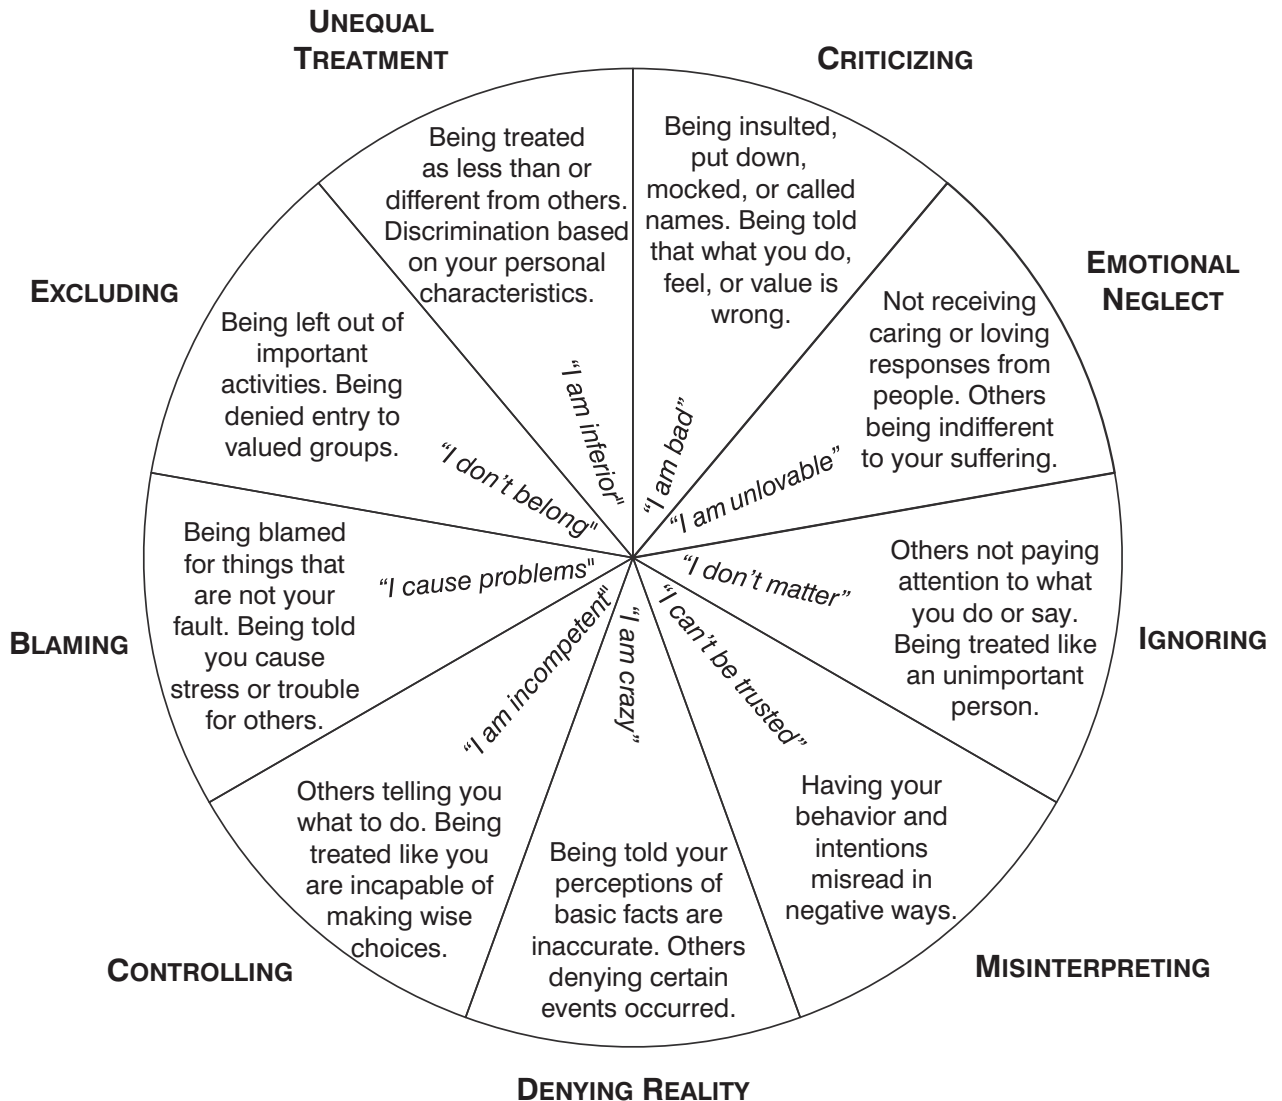 UNEQUAL
TREATMENT
Being treated
as less than or
different from others.
Discrimination based
on your personal
characteristics.
“I am inferior"
CRITICIZING
Being insulted,
put down,
mocked, or called
names. Being told
that what you do,
feel, or value is
wrong.
“I am bad”
EMOTIONAL
NEGLECT
Not receiving
caring or loving
responses from
people. Others
being indifferent
to your suffering.
“I am unlovable”
IGNORING
Others not paying
attention to what
you do or say.
Being treated like
an unimportant
person.
“I don’t matter”
MISINTERPRETING
Having your
behavior and
intentions
misread in
negative ways.
“I can’t be trusted”
DENYING REALITY
Being told your
perceptions of
basic facts are
inaccurate. Others
denying certain
events occurred.
“I am crazy”
CONTROLLING
Others telling you
what to do. Being
treated like you
are incapable of
making wise
choices.
“I am incompetent"
BLAMING
Being blamed
for things that
are not your
fault. Being told
you cause
stress or trouble
for others.
“I cause problems"
EXCLUDING
Being left out of
important
activities. Being
denied entry to
valued groups.
“I don’t belong"